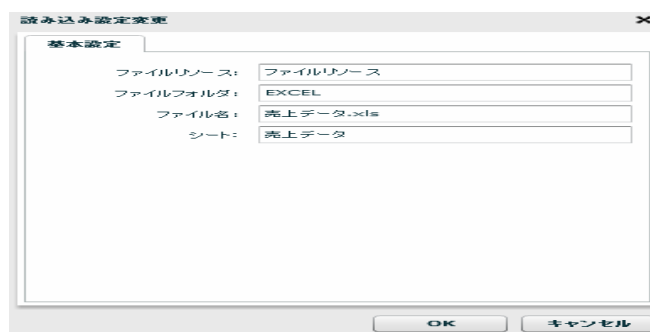 読み込み設定変更
基本設定
ファイルリソース: ファイルリソース
ファイルフォルダ: EXCEL
ファイル名: 売上データ.xls
シート: 売上データ
OK キャンセル